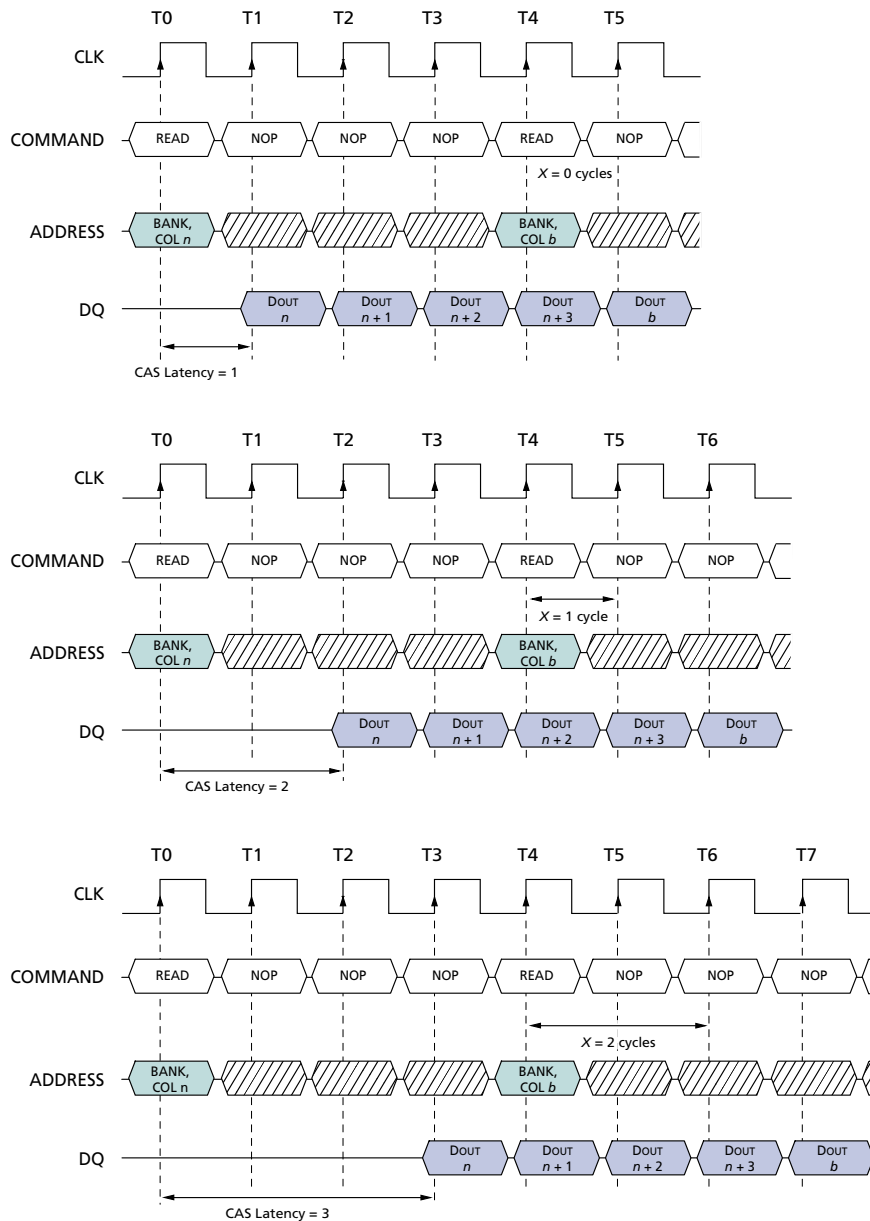 T0 T1 T2 T3 T4 T5
CLK
COMMAND READ NOP NOP NOP READ NOP
X = 0 cycles
ADDRESS BANK, COL n BANK, COL b
DQ DOUT n DOUT n + 1 DOUT n + 2 DOUT n + 3 DOUT b
CAS Latency = 1
T0 T1 T2 T3 T4 T5 T6
CLK
COMMAND READ NOP NOP NOP READ NOP NOP
X = 1 cycle
ADDRESS BANK, COL n BANK, COL b
DQ DOUT n DOUT n + 1 DOUT n + 2 DOUT n + 3 DOUT b
CAS Latency = 2
T0 T1 T2 T3 T4 T5 T6 T7
CLK
COMMAND READ NOP NOP NOP READ NOP NOP NOP
X = 2 cycles
ADDRESS BANK, COL n BANK, COL b
DQ DOUT n DOUT n + 1 DOUT n + 2 DOUT n + 3 DOUT b
CAS Latency = 3